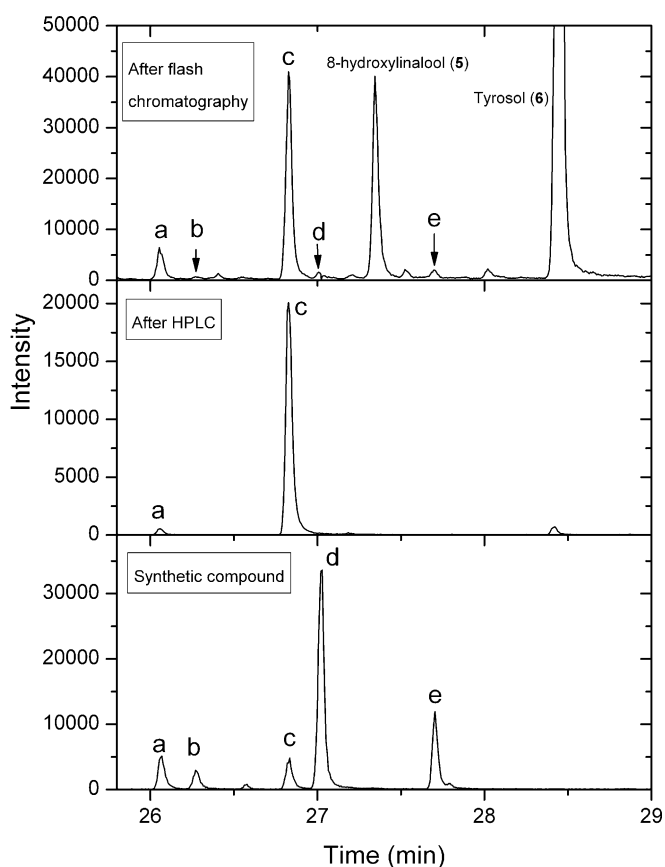 50000
40000
30000
20000
10000
0
After flash
chromatography
a
b
c
d
8-hydroxylinalool (5)
e
Tyrosol (6)
20000
15000
10000
5000
0
After HPLC
a
c
Intensity
30000
20000
10000
0
Synthetic compound
a
b
c
d
e
26
27
28
29
Time (min)